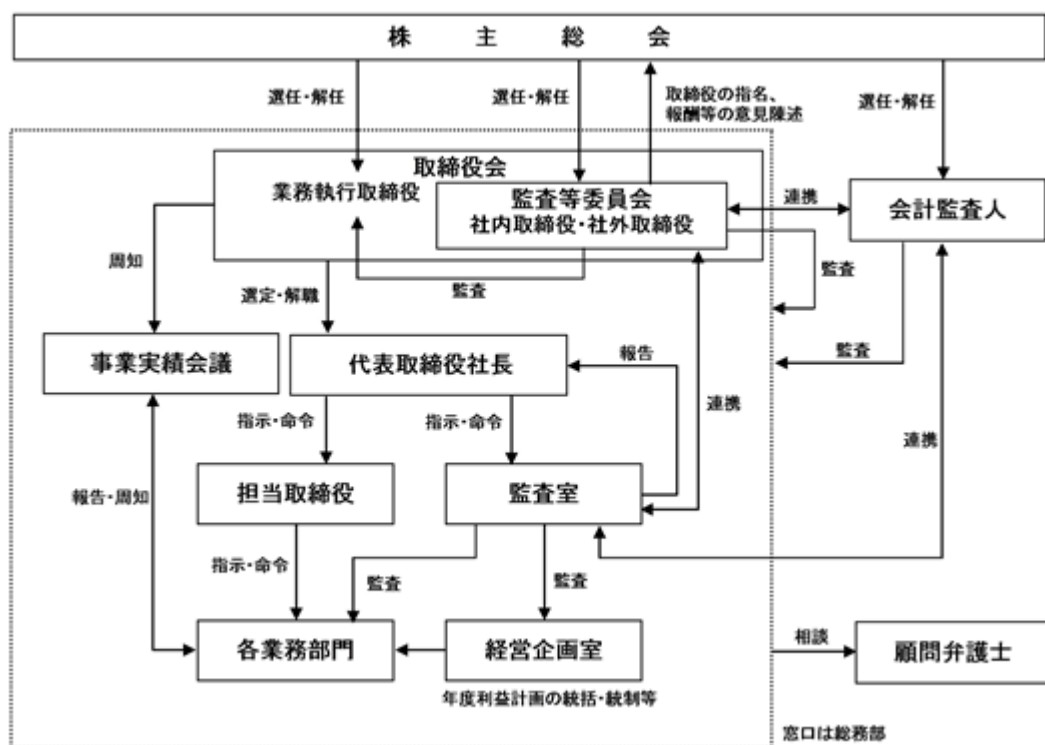 株主総会
選任・解任
選任・解任
取締役の指名、
報酬等の意見陳述
選任・解任
取締役会
業務執行取締役
監査等委員会
社内取締役・社外取締役
連携
会計監査人
周知
監査
監査
選定・解職
監査
事業実績会議
代表取締役社長
報告
連携
連携
指示・命令
指示・命令
担当取締役
監査室
報告・周知
指示・命令
監査
監査
各業務部門
経営企画室
相談
顧問弁護士
年度利益計画の統括・統制等
窓口は総務部